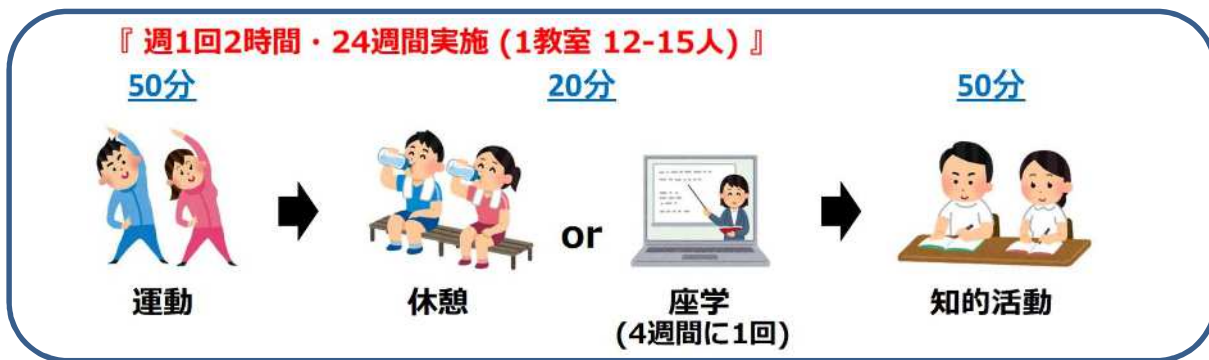 『 週1回2時間・24週間実施 (1教室 12-15人) 』
50分
20分
50分
運動
休憩
or
座学
(4週間に1回)
知的活動